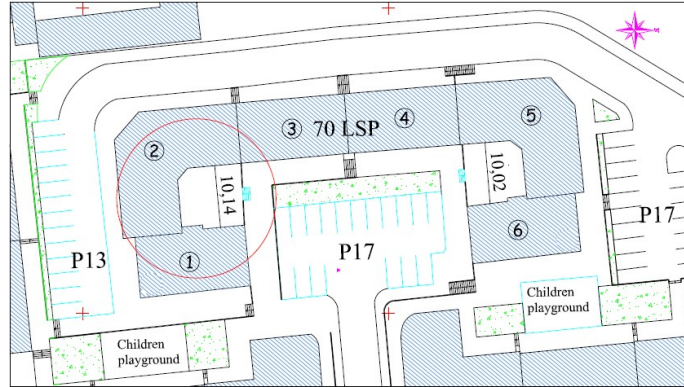 70 LSP
①
②
③
④
⑤
⑥
10,14
10,02
P13
P17
P17
Children
playground
Children
playground